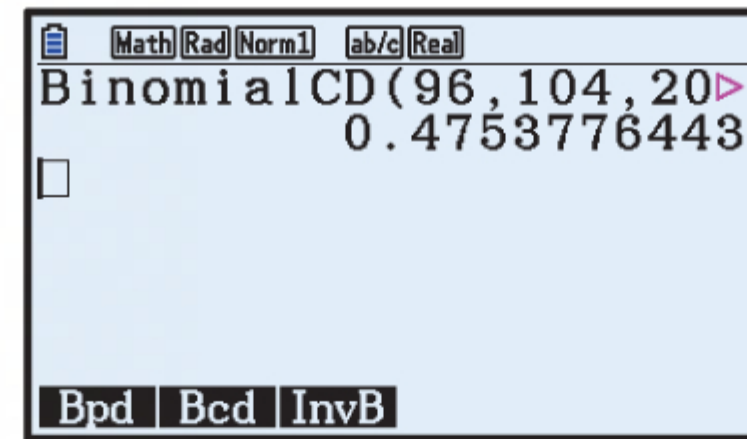 Math Rad Norm1 ab/c Real
BinomialCD(96,104,20▷
0.4753776443
Bpd Bcd InvB